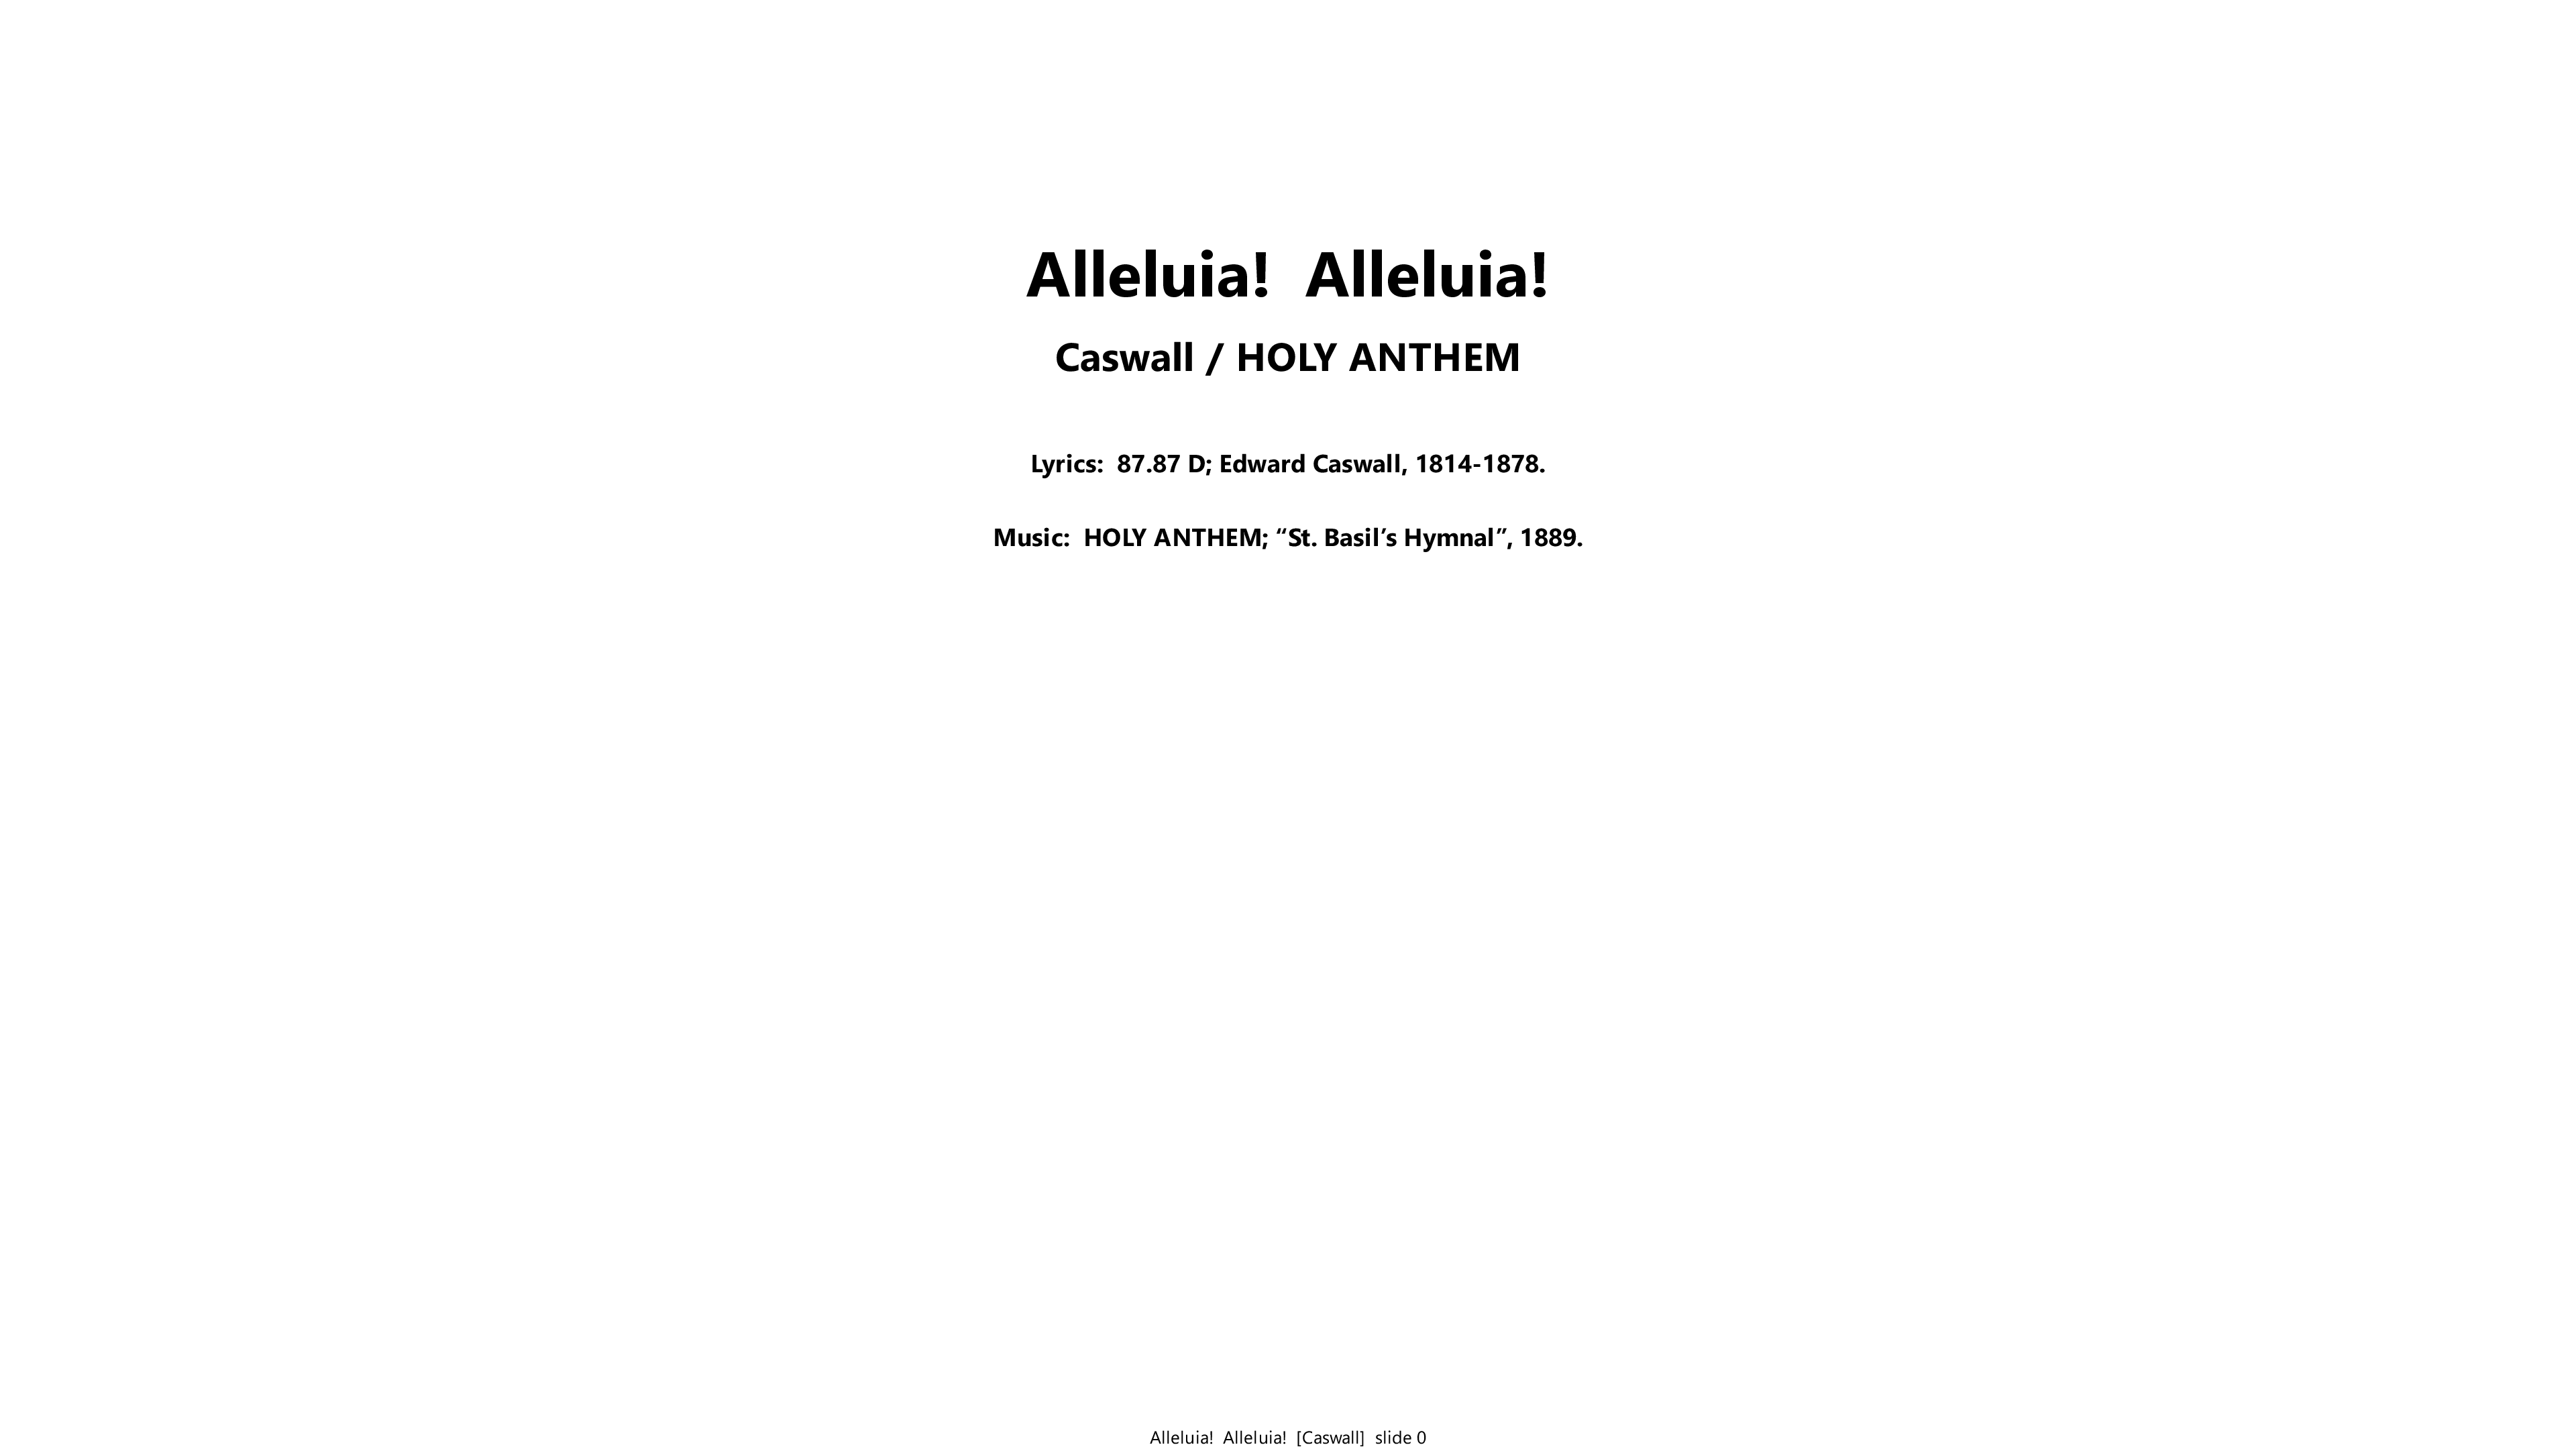 Alleluia!  Alleluia!
Caswall / HOLY ANTHEM
Lyrics:  87.87 D; Edward Caswall, 1814-1878.
Music:  HOLY ANTHEM; “St. Basil’s Hymnal”, 1889.
Alleluia!  Alleluia!  [Caswall]  slide 0